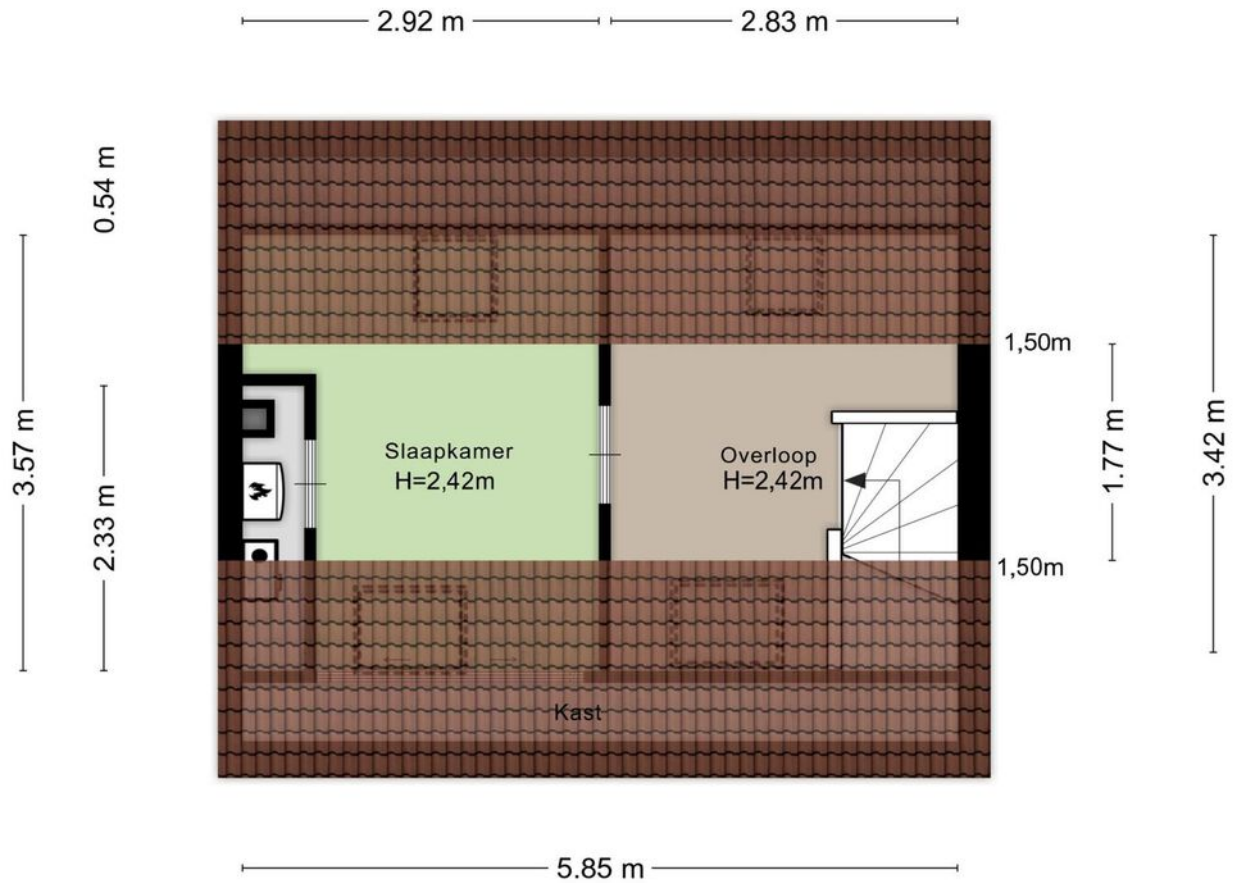 2.92 m
2.83 m
0.54 m
1,50m
3.57 m
2.33 m
Slaapkamer
H=2,42m
Overloop
H=2,42m
1.77 m
3.42 m
1,50m
Kast
5.85 m